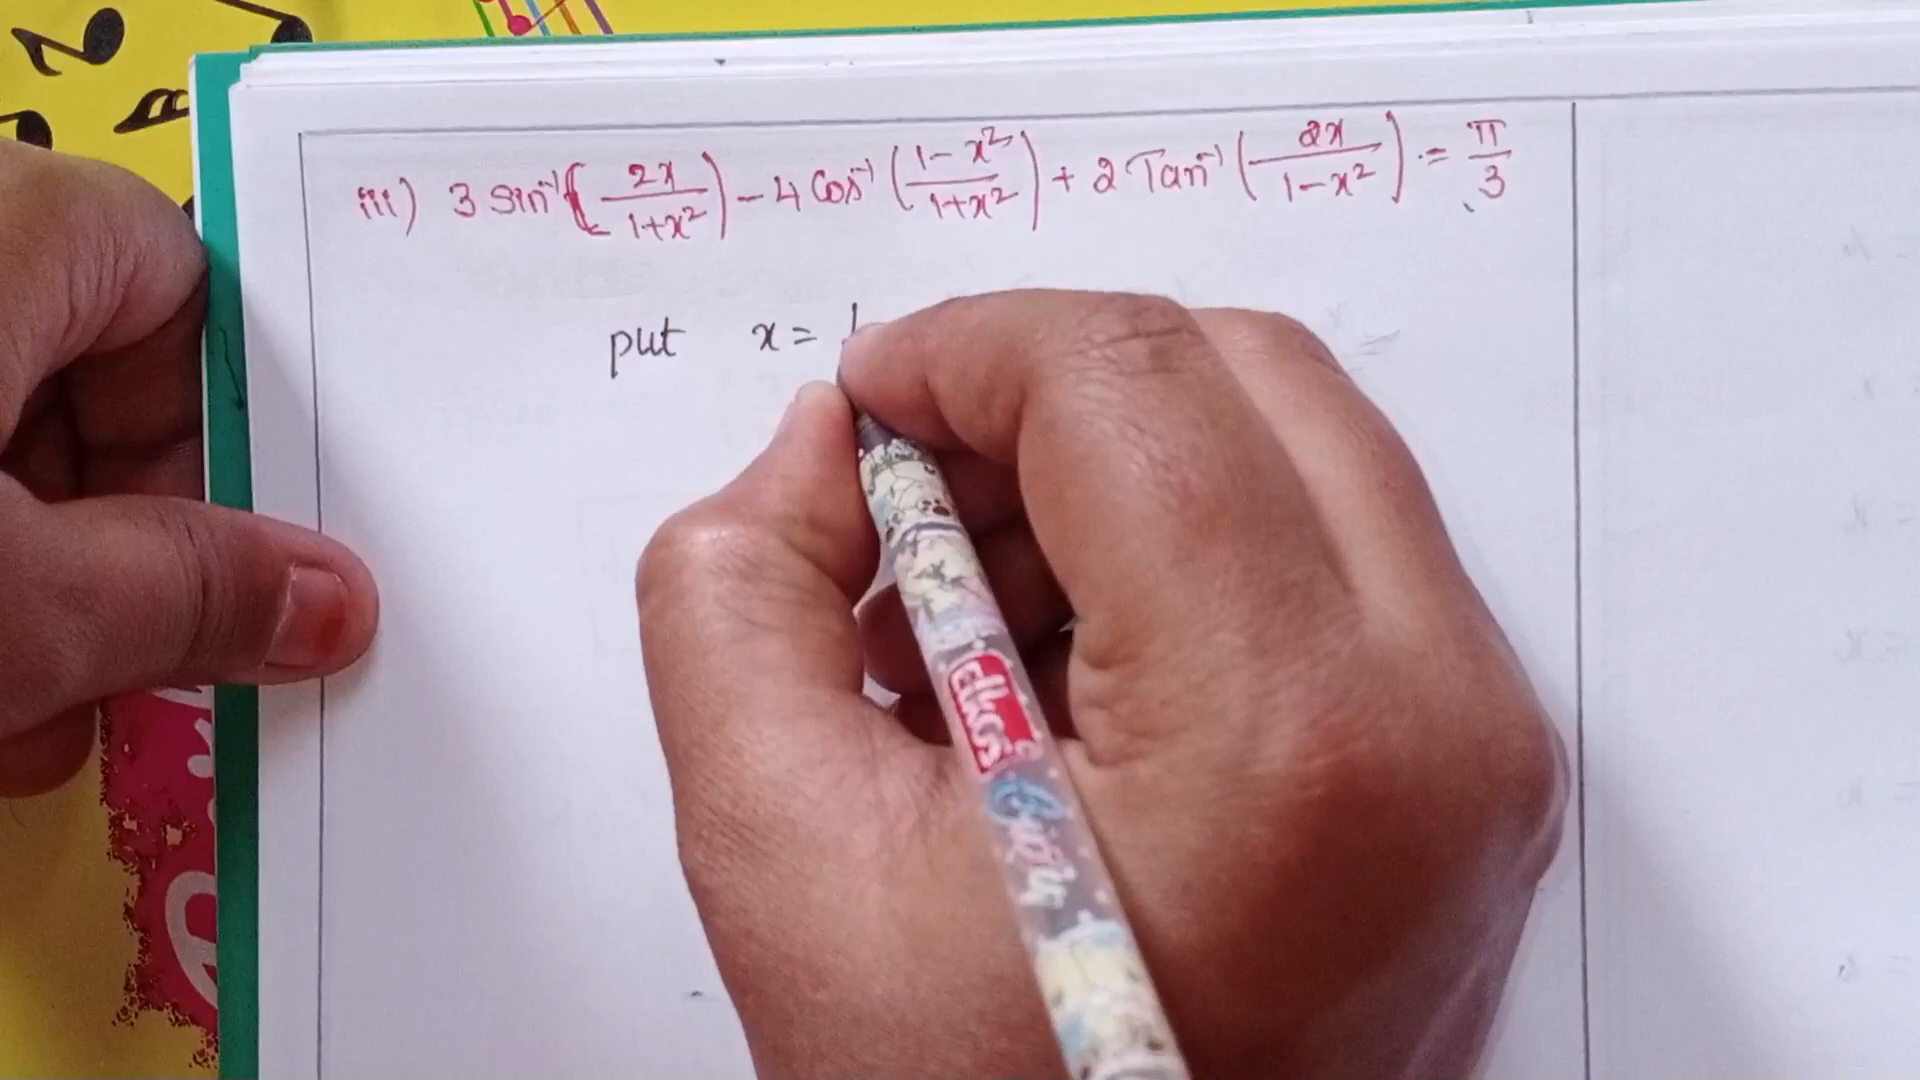 iii) 3 sin⁻¹(2x/1+x²) - 4 Cos⁻¹(1-x²/1+x²) + 2 Tan⁻¹(2x/1-x²) = π/3
put x =
Elkos